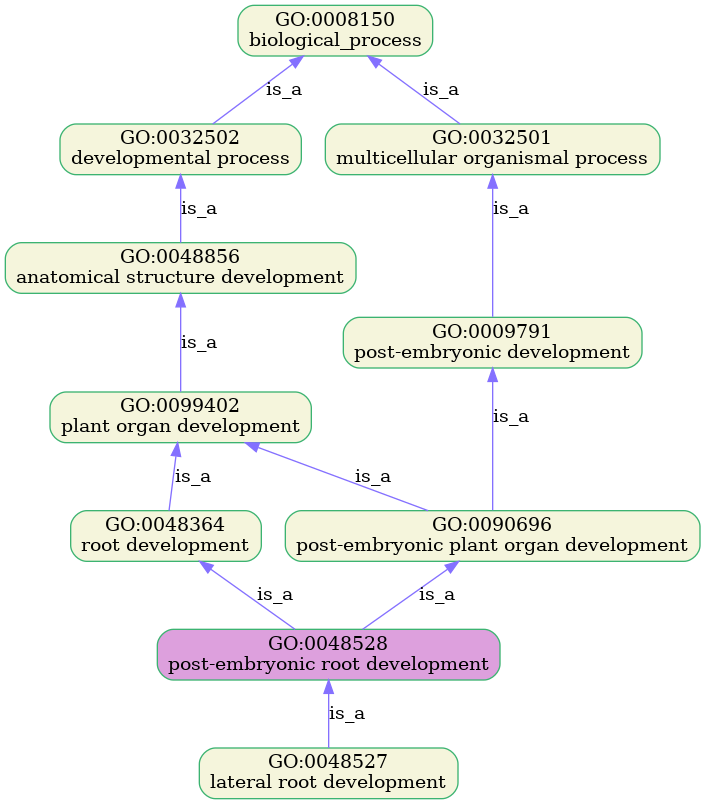 GO:0008150
biological_process
is_a
is_a
GO:0032502
developmental process
GO:0032501
multicellular organismal process
is_a
is_a
GO:0048856
anatomical structure development
GO:0009791
post-embryonic development
is_a
GO:0099402
plant organ development
is_a
is_a
is_a
GO:0048364
root development
GO:0090696
post-embryonic plant organ development
is_a
is_a
GO:0048528
post-embryonic root development
is_a
GO:0048527
lateral root development